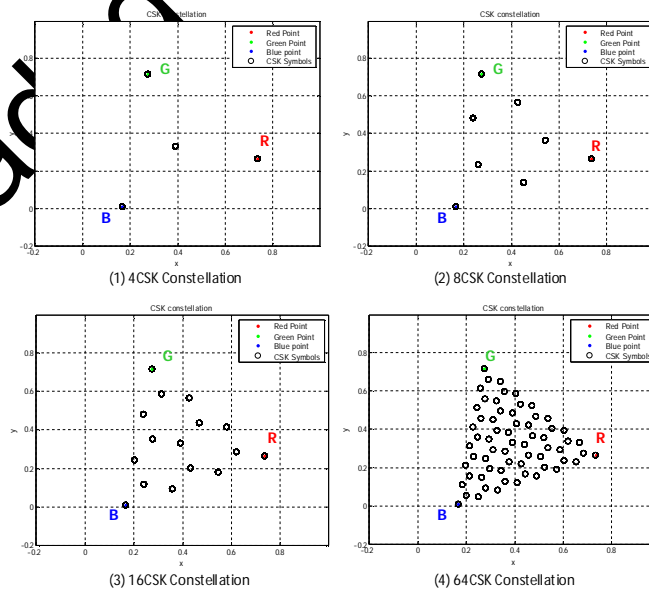 CSK constellation
Red Point
Green Point
Blue point
CSK Symbols
G
R
B
y
0.8
0.6
0.4
0.2
0
-0.2
-0.2 0 0.2 0.4 0.6 0.8
x
(1) 4CSK Constellation
CSK constellation
Red Point
Green Point
Blue point
CSK Symbols
G
R
B
y
0.8
0.6
0.4
0.2
0
-0.2
-0.2 0 0.2 0.4 0.6 0.8
x
(2) 8CSK Constellation
CSK constellation
Red Point
Green Point
Blue point
CSK Symbols
G
R
B
y
0.8
0.6
0.4
0.2
0
-0.2
-0.2 0 0.2 0.4 0.6 0.8
x
(3) 16CSK Constellation
CSK constellation
Red Point
Green Point
Blue point
CSK Symbols
G
R
B
y
0.8
0.6
0.4
0.2
0
-0.2
-0.2 0 0.2 0.4 0.6 0.8
x
(4) 64CSK Constellation